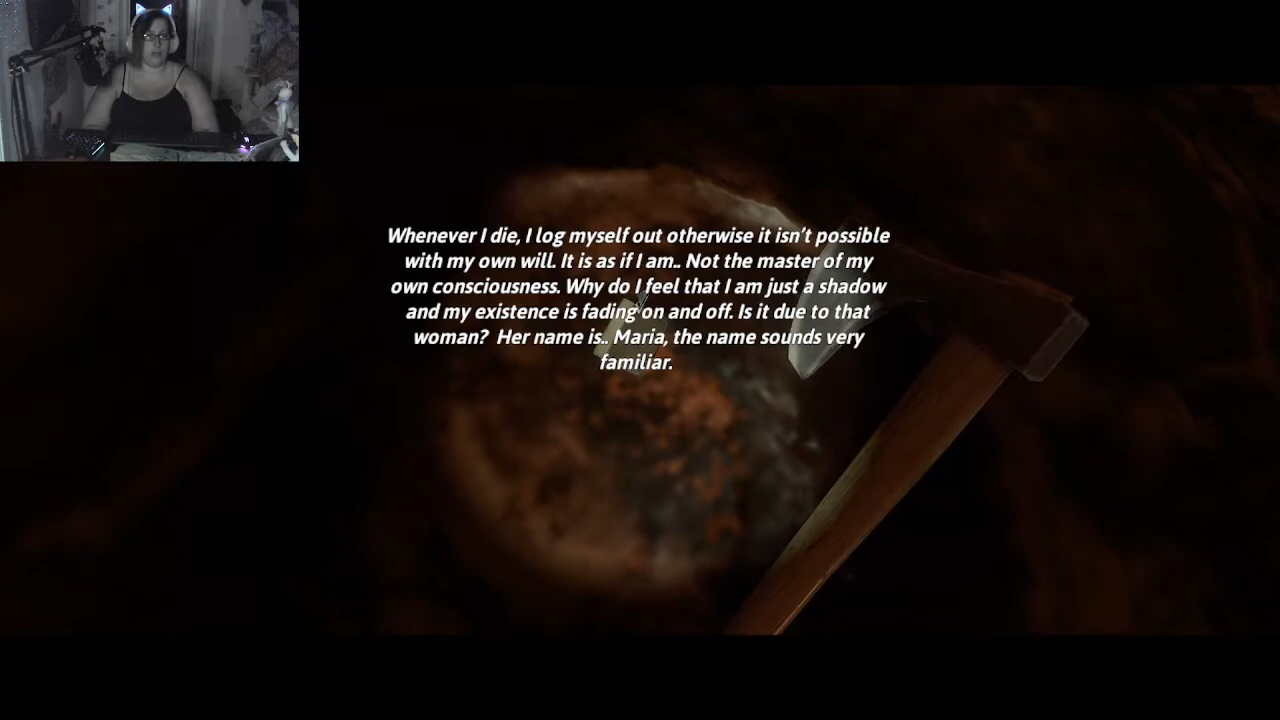 Whenever I die, I log myself out otherwise it isn't possible
with my own will. It is as if I am.. Not the master of my
own consciousness. Why do I feel that I am just a shadow
and my existence is fading on and off. Is it due to that
woman?  Her name is.. Maria, the name sounds very
familiar.